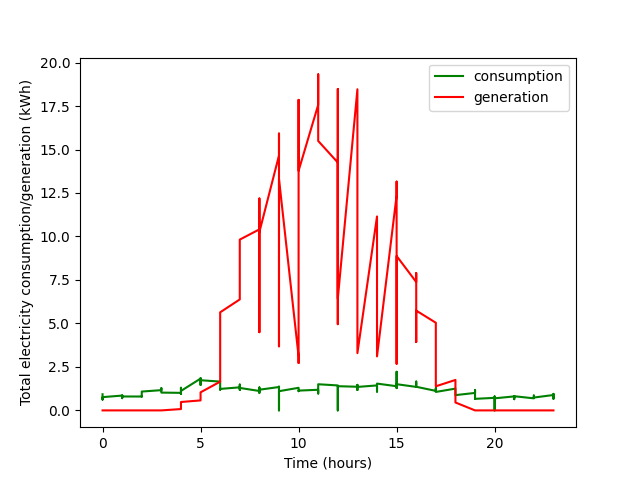 20.0
17.5
15.0
12.5
10.0
7.5
5.0
2.5
0.0
Total electricity consumption/generation (kWh)
consumption
generation
0 5 10 15 20
Time (hours)